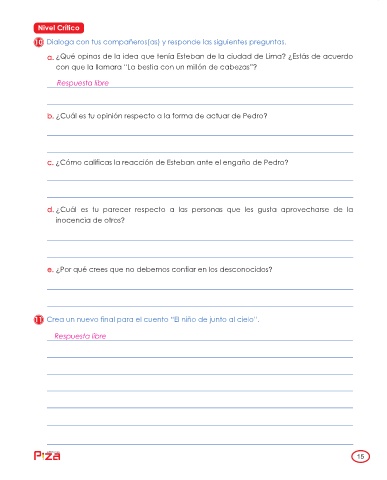 Nivel Crítico
10 Dialoga con tus compañeros(as) y responde las siguientes preguntas.
a. ¿Qué opinas de la idea que tenía Esteban de la ciudad de Lima? ¿Estás de acuerdo
con que la llamara “La bestia con un millón de cabezas”?
Respuesta libre
b. ¿Cuál es tu opinión respecto a la forma de actuar de Pedro?
c. ¿Cómo calificas la reacción de Esteban ante el engaño de Pedro?
d. ¿Cuál es tu parecer respecto a las personas que les gusta aprovecharse de la
inocencia de otros?
e. ¿Por qué crees que no debemos confiar en los desconocidos?
11 Crea un nuevo final para el cuento “El niño de junto al cielo”.
Respuesta libre
15